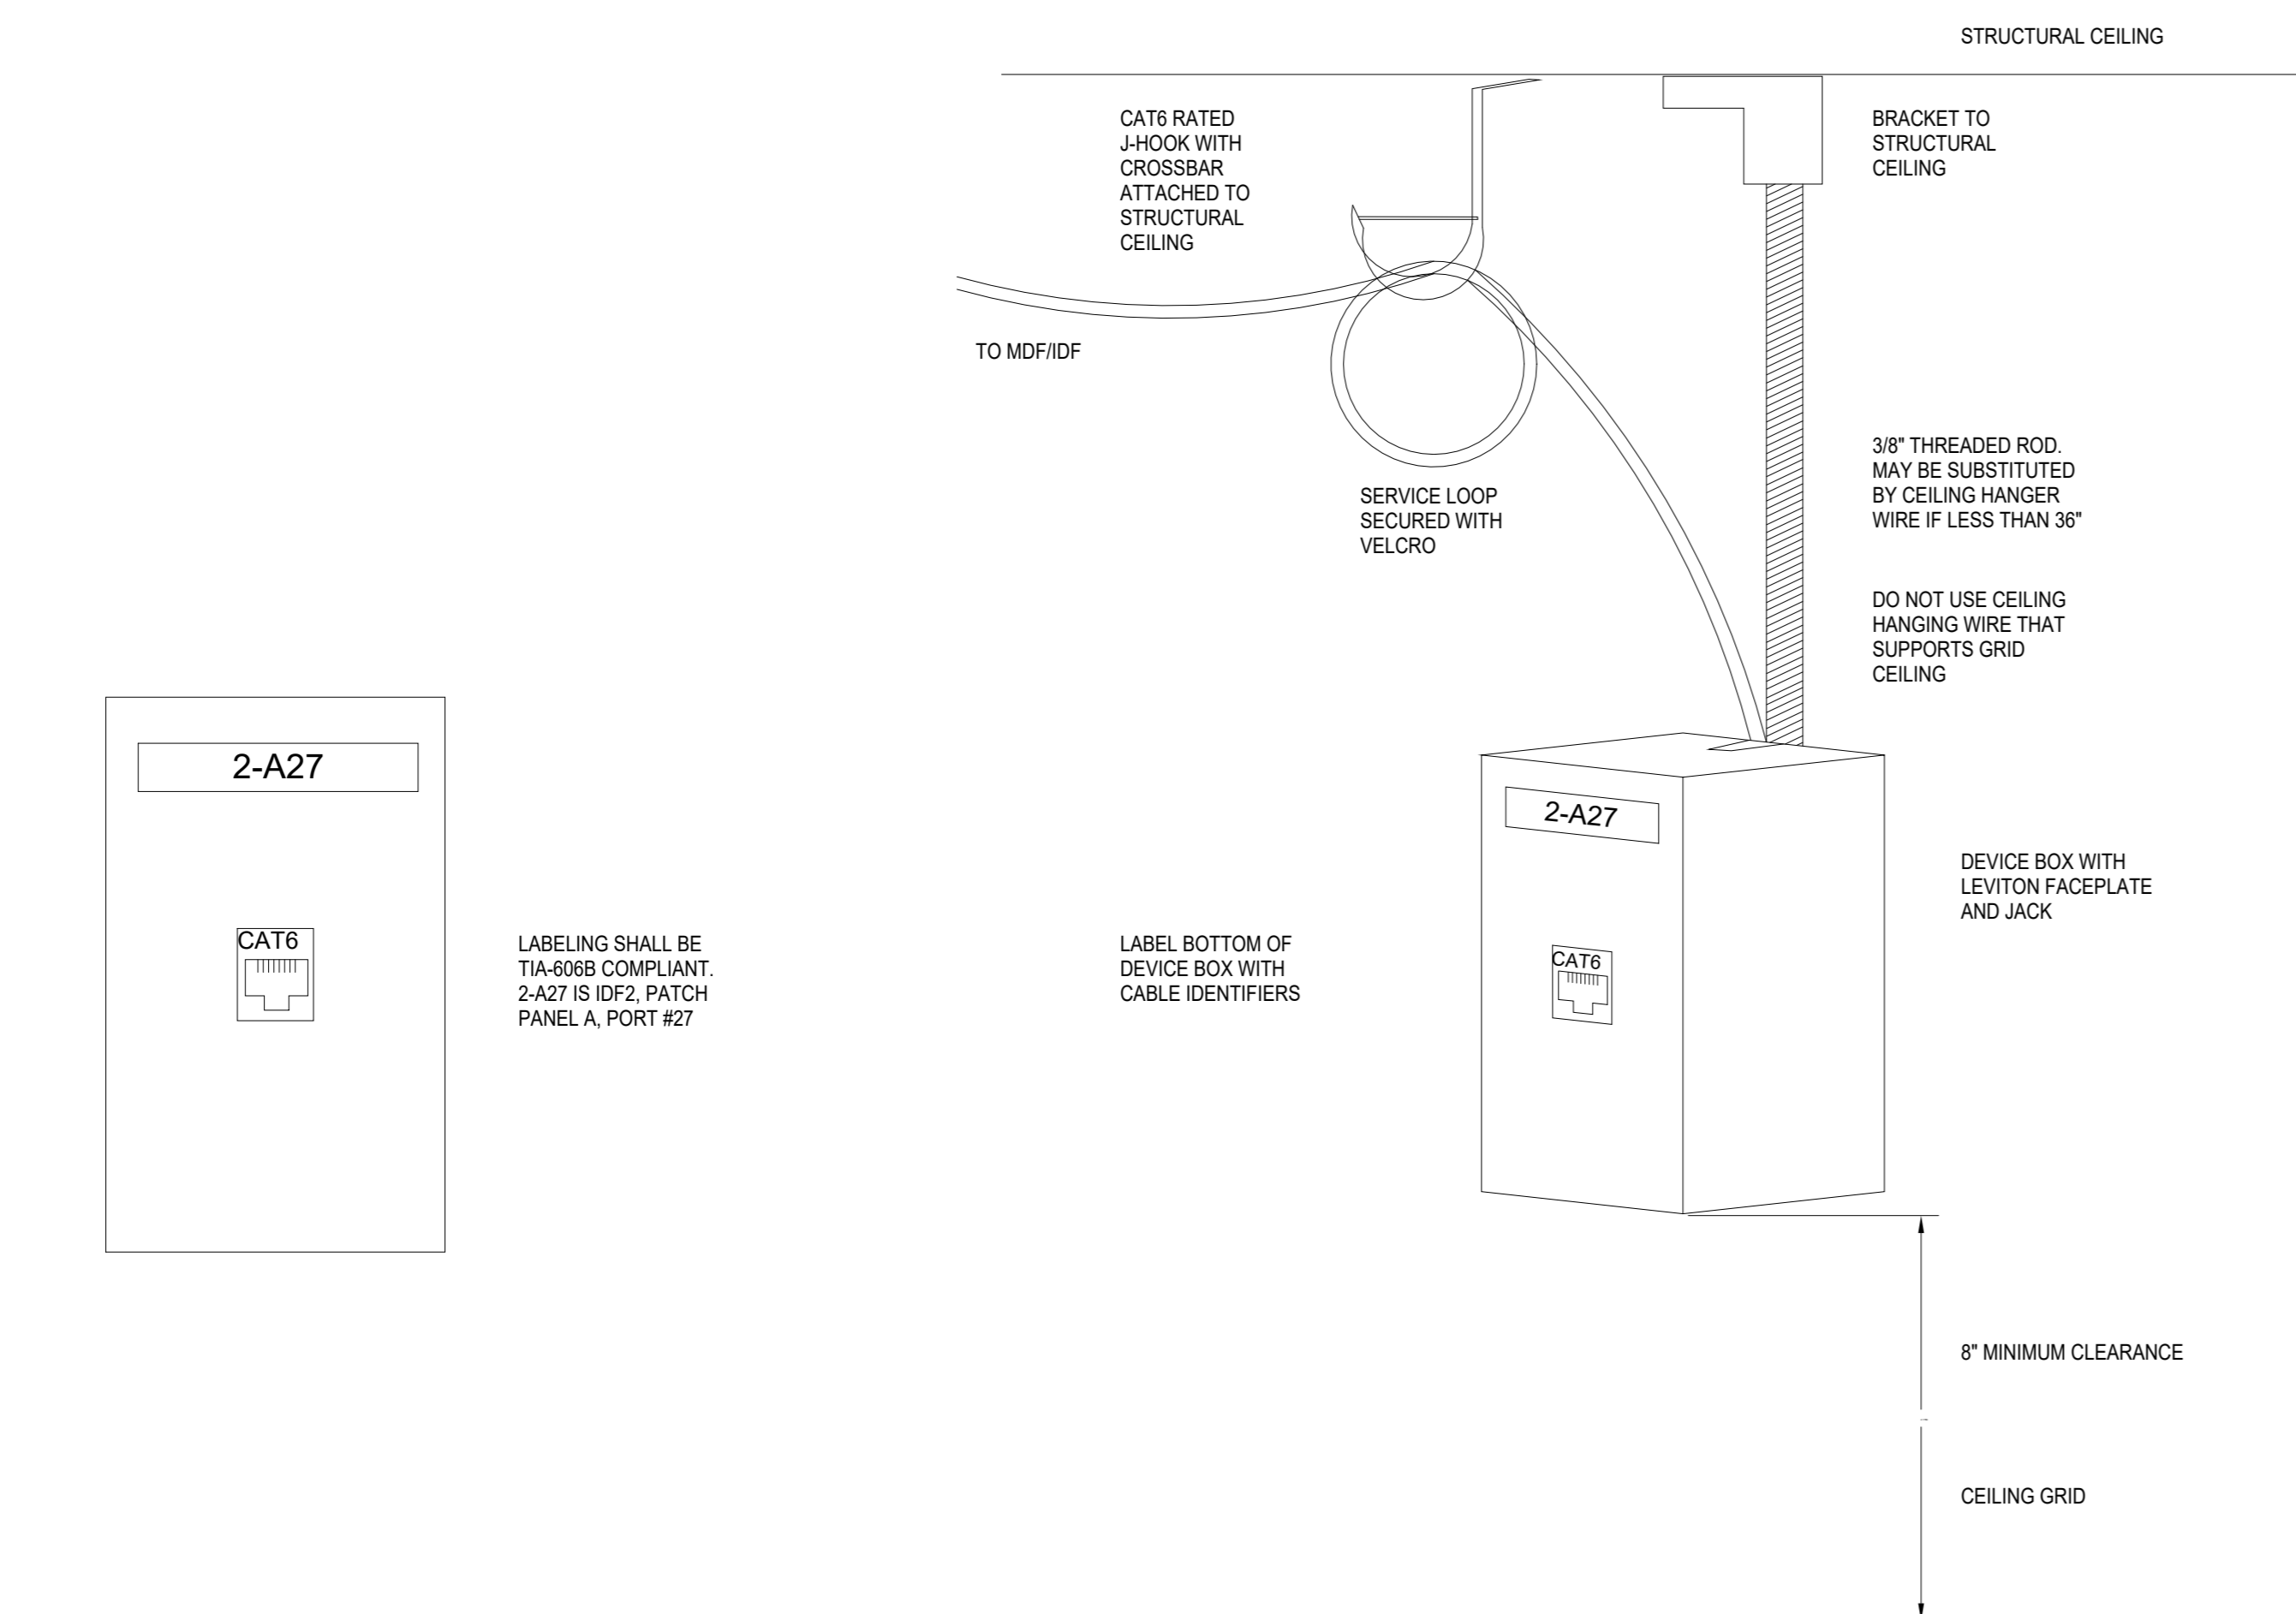 STRUCTURAL CEILING
CAT6 RATED
J-HOOK WITH
CROSSBAR
ATTACHED TO
STRUCTURAL
CEILING
BRACKET TO
STRUCTURAL
CEILING
TO MDF/IDF
3/8" THREADED ROD.
MAY BE SUBSTITUTED
BY CEILING HANGER
WIRE IF LESS THAN 36"
SERVICE LOOP
SECURED WITH
VELCRO
DO NOT USE CEILING
HANGING WIRE THAT
SUPPORTS GRID
CEILING
2-A27
CAT6
LABELING SHALL BE
TIA-606B COMPLIANT.
2-A27 IS IDF2, PATCH
PANEL A, PORT #27
LABEL BOTTOM OF
DEVICE BOX WITH
CABLE IDENTIFIERS
2-A27
CAT6
DEVICE BOX WITH
LEVITON FACEPLATE
AND JACK
8" MINIMUM CLEARANCE
CEILING GRID